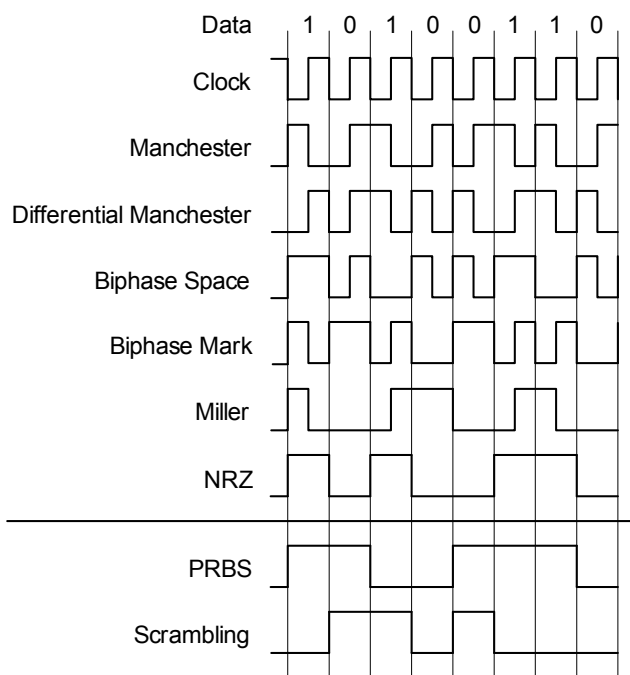 Data 1 0 1 0 0 1 1 0
Clock
Manchester
Differential Manchester
Biphase Space
Biphase Mark
Miller
NRZ
PRBS
Scrambling